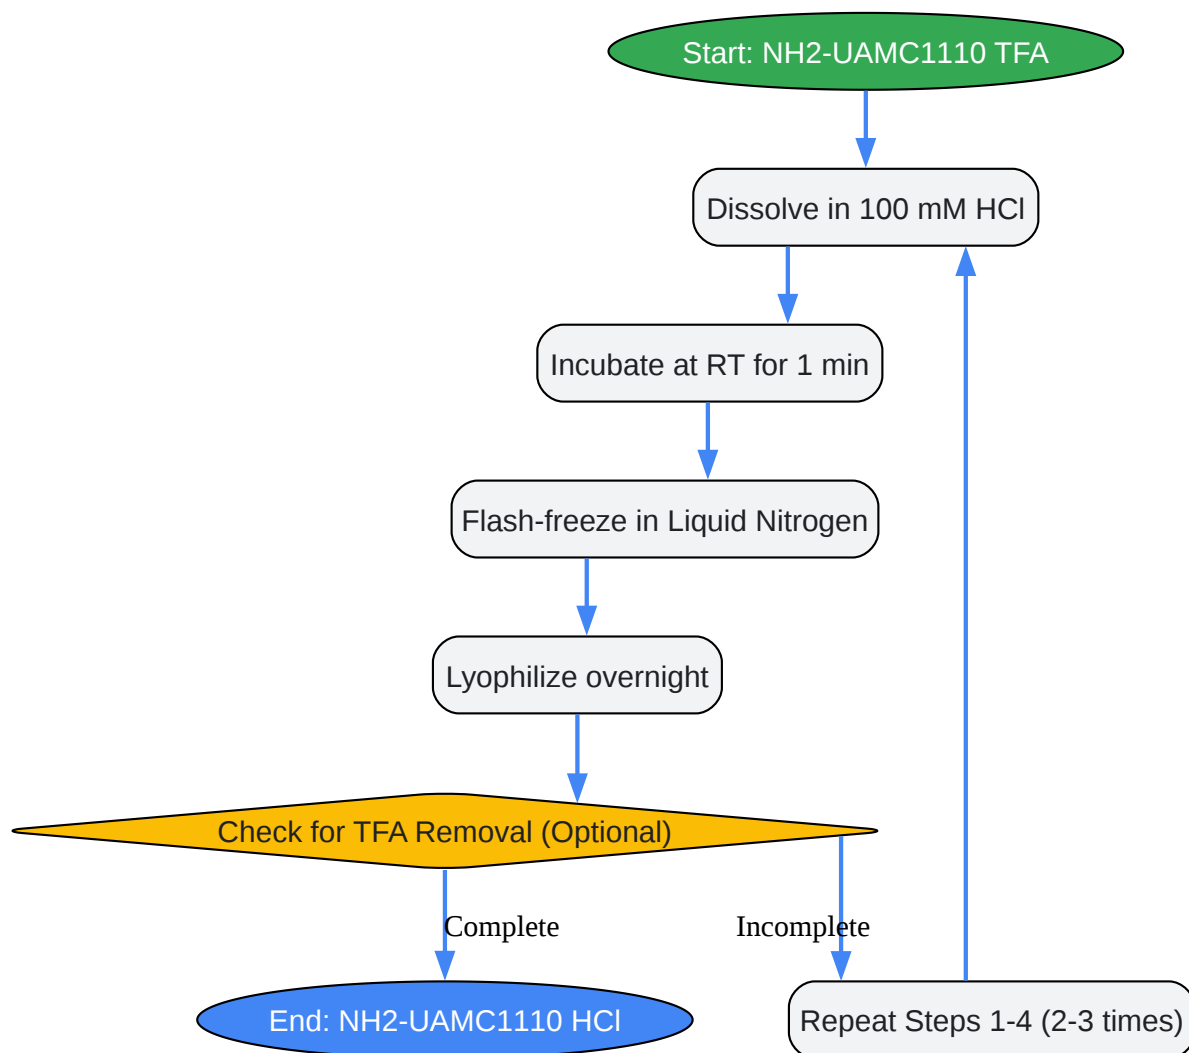 Start: NH2-UAMC1110 TFA
Dissolve in 100 mM HCl
Incubate at RT for 1 min
Flash-freeze in Liquid Nitrogen
Lyophilize overnight
Check for TFA Removal (Optional)
Complete
Incomplete
End: NH2-UAMC1110 HCl
Repeat Steps 1-4 (2-3 times)